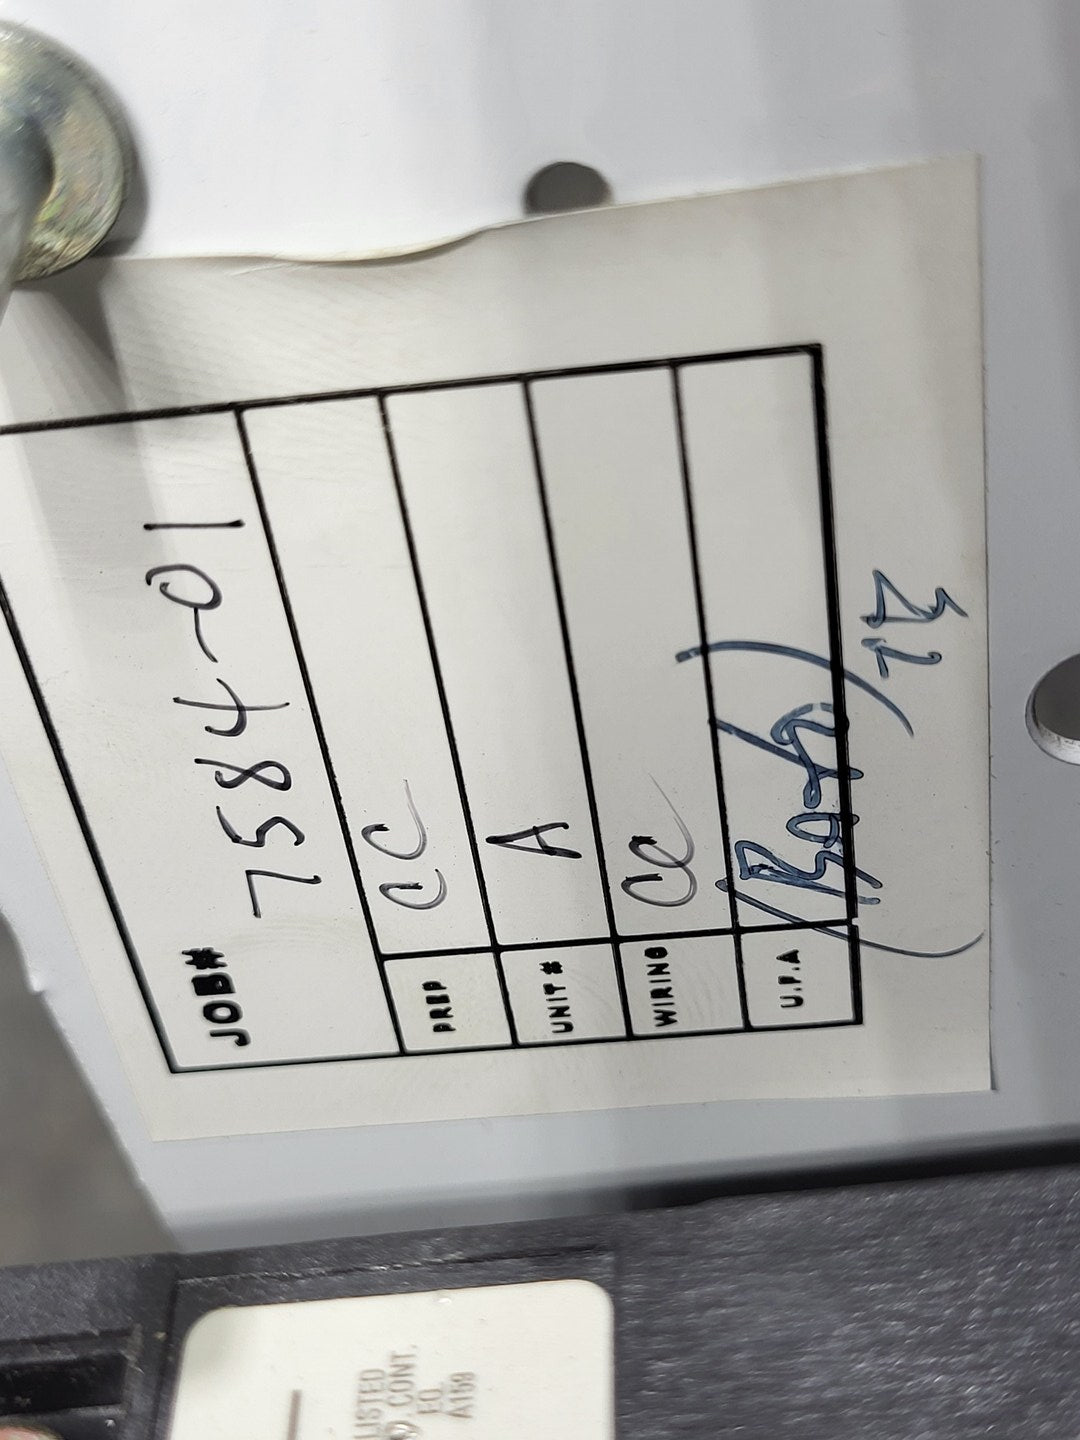 JOB# 7584-01
PREP CC
UNIT# A
WIRING CC
U.P.A
LISTED
CONT.
EQ.
A159